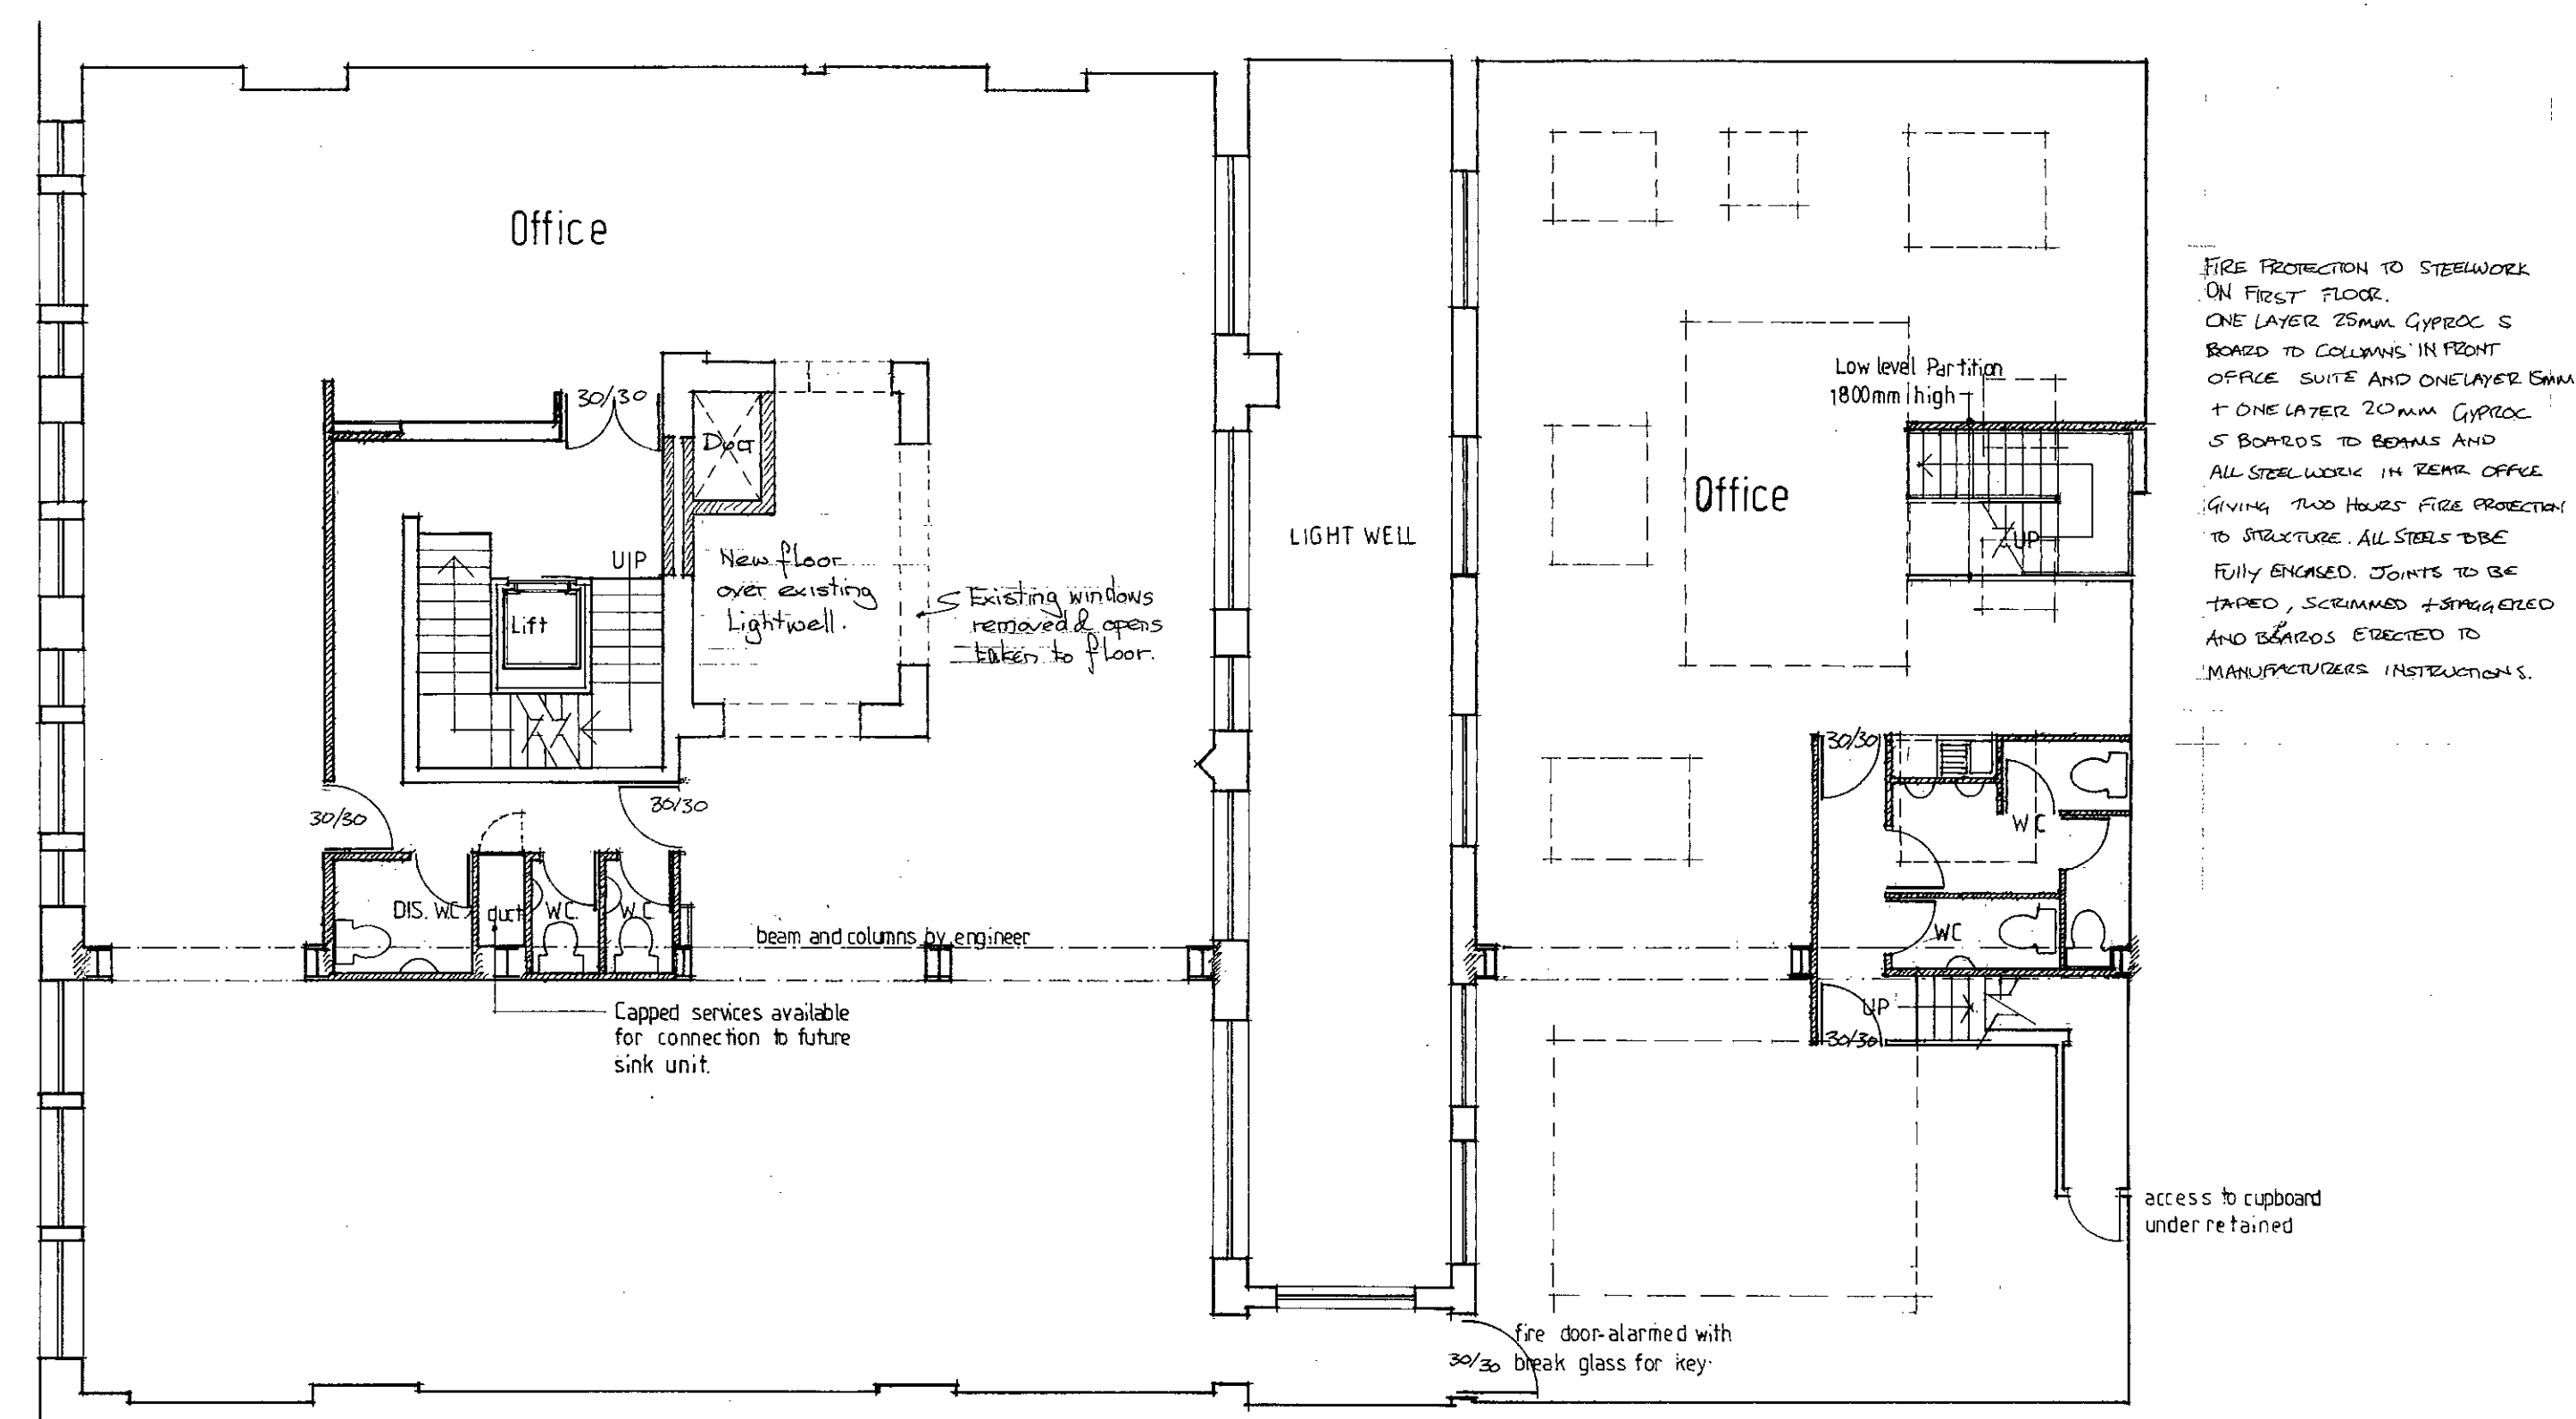 Office
30/30
Duct
UP
Lift
New floor
over existing
Lightwell.
Existing windows
removed & opens
taken to floor.
30/30
30/30
DIS. W.C.
duct
W.C.
W.C
beam and columns by engineer
Capped services available
for connection to future
sink unit.
LIGHT WELL
Low level Partition
1800mm high
Office
UP
30/30
WC
WC
UP
30/30
access to cupboard
under retained
fire door-alarmed with
30/30 break glass for key.
FIRE PROTECTION TO STEELWORK
ON FIRST FLOOR.
ONE LAYER 25mm GYPROC S
BOARD TO COLUMNS IN FRONT
OFFICE SUITE AND ONE LAYER 15mm
+ ONE LAYER 20mm GYPROC
S BOARDS TO BEAMS AND
ALL STEELWORK IN REAR OFFICE
GIVING TWO HOURS FIRE PROTECTION
TO STRUCTURE. ALL STEELS TO BE
FULLY ENCASED. JOINTS TO BE
TAPED, SCRIMMED + STAGGERED
AND BOARDS ERECTED TO
MANUFACTURERS INSTRUCTIONS.